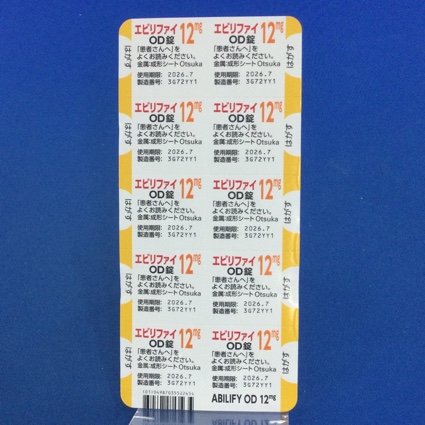 エビリファイ 12mg
OD錠
「患者さんへ」を
よくお読みください。
金属:成形シート Otsuka
使用期限: 2026.7
製造番号: 3G72YY1
はがす
エビリファイ 12mg
OD錠
「患者さんへ」を
よくお読みください。
金属:成形シート Otsuka
使用期限: 2026.7
製造番号: 3G72YY1
はがす
エビリファイ 12mg
OD錠
「患者さんへ」を
よくお読みください。
金属:成形シート Otsuka
使用期限: 2026.7
製造番号: 3G72YY1
はがす
エビリファイ 12mg
OD錠
「患者さんへ」を
よくお読みください。
金属:成形シート Otsuka
使用期限: 2026.7
製造番号: 3G72YY1
はがす
エビリファイ 12mg
OD錠
「患者さんへ」を
よくお読みください。
金属:成形シート Otsuka
使用期限: 2026.7
製造番号: 3G72YY1
はがす
エビリファイ 12mg
OD錠
「患者さんへ」を
よくお読みください。
金属:成形シート Otsuka
使用期限: 2026.7
製造番号: 3G72YY1
はがす
エビリファイ 12mg
OD錠
「患者さんへ」を
よくお読みください。
金属:成形シート Otsuka
使用期限: 2026.7
製造番号: 3G72YY1
はがす
エビリファイ 12mg
OD錠
「患者さんへ」を
よくお読みください。
金属:成形シート Otsuka
使用期限: 2026.7
製造番号: 3G72YY1
はがす
エビリファイ 12mg
OD錠
「患者さんへ」を
よくお読みください。
金属:成形シート Otsuka
使用期限: 2026.7
製造番号: 3G72YY1
はがす
エビリファイ 12mg
OD錠
「患者さんへ」を
よくお読みください。
金属:成形シート Otsuka
はがす
ABILIFY OD 12mg